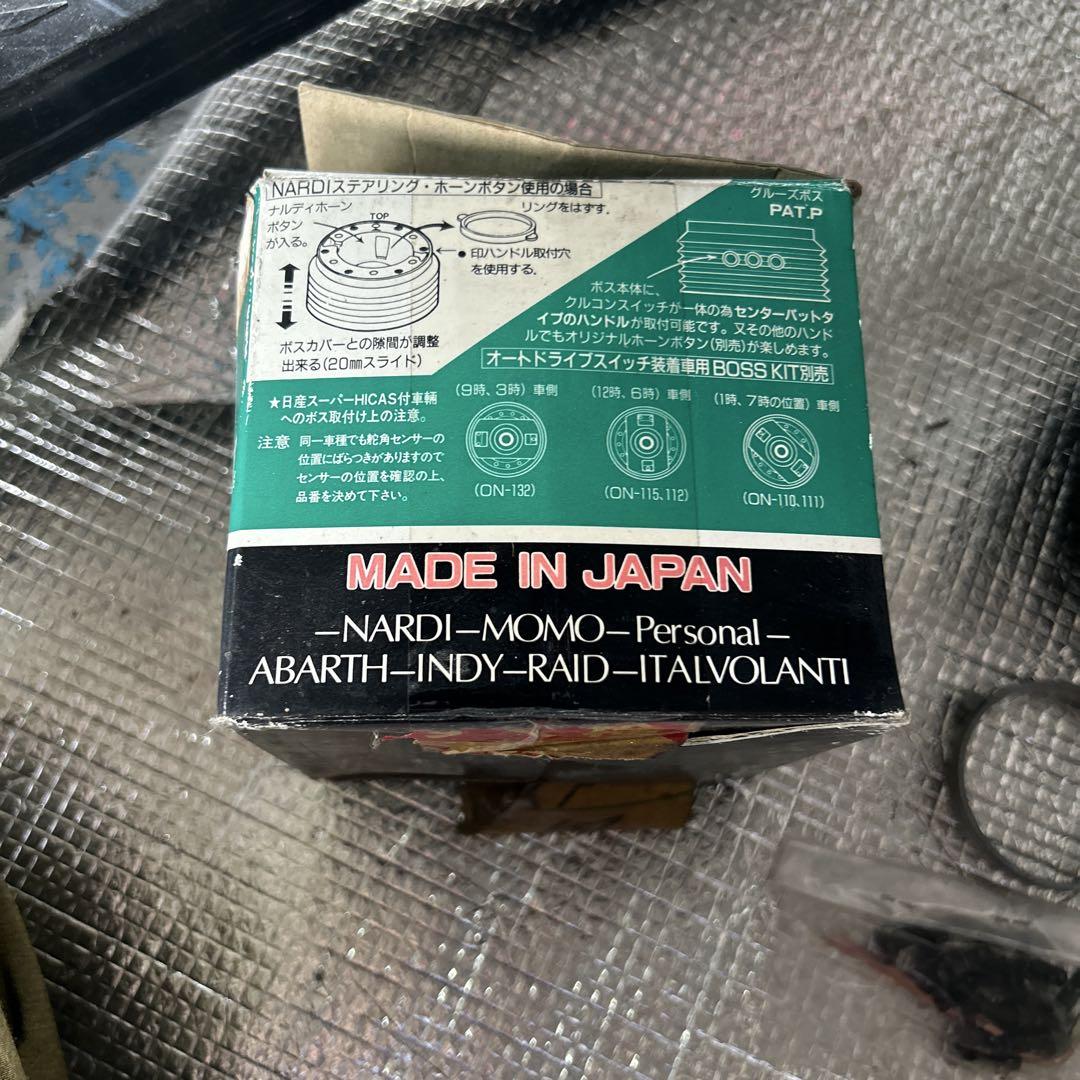 NARDIステアリング・ホーンボタン使用の場合
ナルディホーン
ボタン
が入る。
TOP
リングをはずす.
●印ハンドル取付穴
を使用する.
ボスカバーとの隙間が調整
出来る(20mmスライド)
クルーズボス
PAT.P
ボス本体に、
クルコンスイッチが一体の為センターパットタ
イプのハンドルが取付可能です。又その他のハンド
ルでもオリジナルホーンボタン(別売)が楽しめます。
オートドライブスイッチ装着車用BOSS KIT別売
★日産スーパーHICAS付車輌
へのボス取付け上の注意。
注意 同一車種でも舵角センサーの
位置にばらつきがありますので
センサーの位置を確認の上、
品番を決めて下さい。
(9時、3時)車側
(ON-132)
(12時、6時)車側
(ON-115、112)
(1時、7時の位置)車側
(ON-110、111)
MADE IN JAPAN
–NARDI–MOMO–Personal–
ABARTH–INDY–RAID–ITALVOLANTI